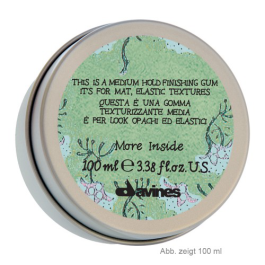 THIS IS A MEDIUM HOLD FINISHING GUM
IT'S FOR MAT, ELASTIC TEXTURES
QUESTA È UNA GOMMA
TEXTURIZZANTE MEDIA
È PER LOOK OPACHI ED ELASTICI
More Inside
100 ml ℮ 3.38 fl.oz. U.S.
davines
Abb. zeigt 100 ml